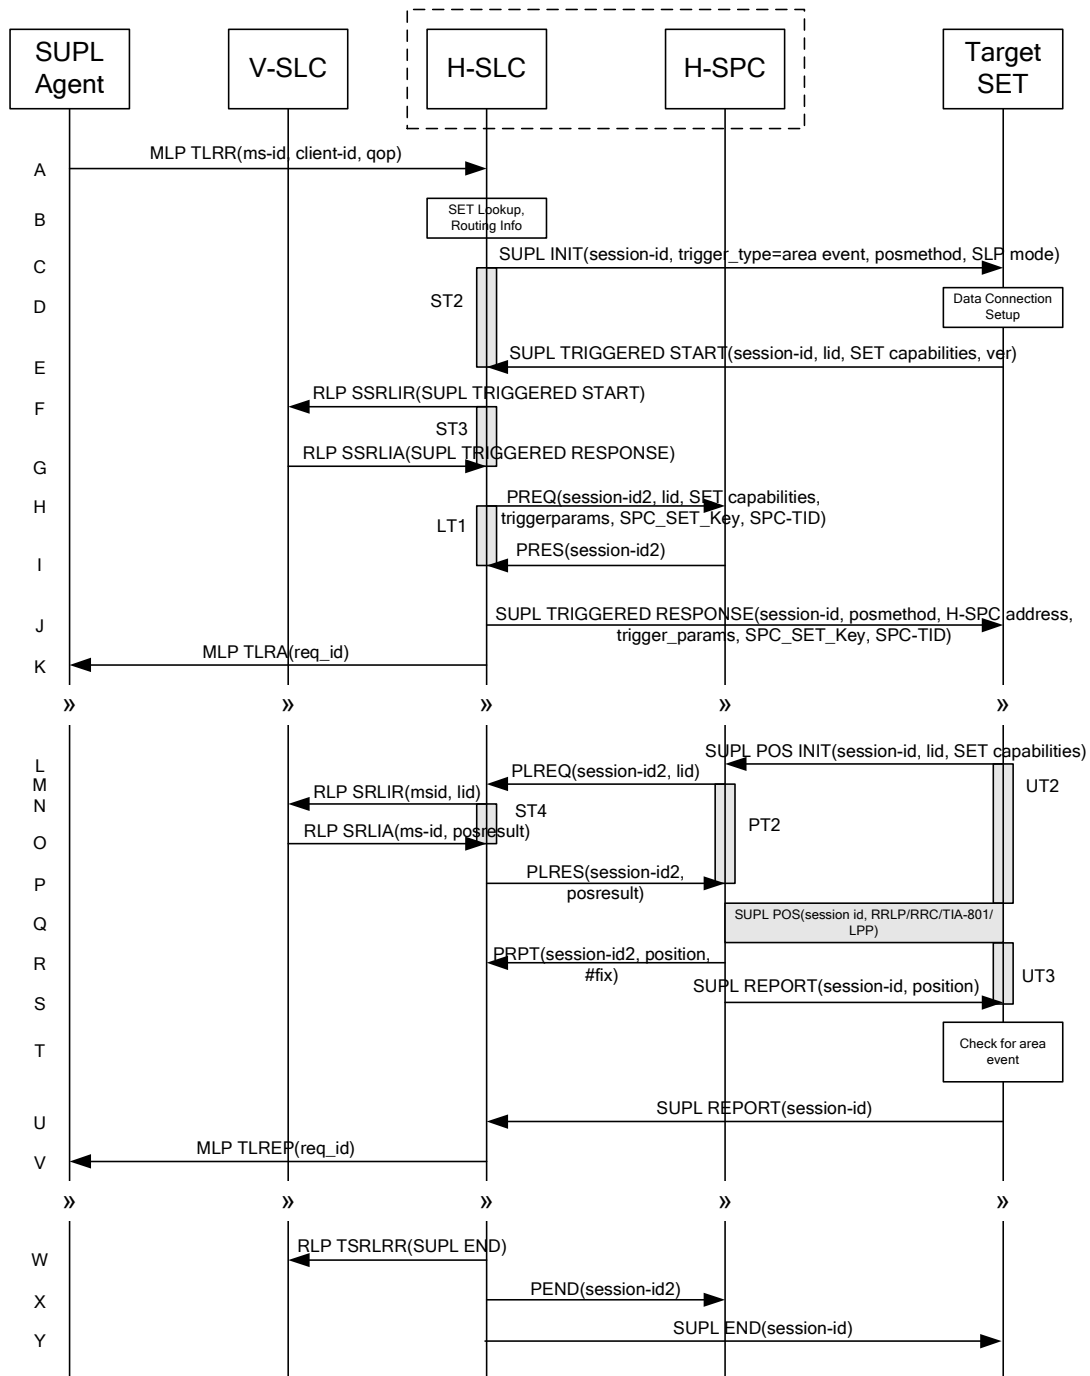 SUPL
Agent
V-SLC
H-SLC
H-SPC
Target
SET
A
MLP TLRR(ms-id, client-id, qop)
B
SET Lookup,
Routing Info
C
SUPL INIT(session-id, trigger_type=area event, posmethod, SLP mode)
D
ST2
Data Connection
Setup
E
SUPL TRIGGERED START(session-id, lid, SET capabilities, ver)
F
RLP SSRLIR(SUPL TRIGGERED START)
ST3
G
RLP SSRLIA(SUPL TRIGGERED RESPONSE)
H
PREQ(session-id2, lid, SET capabilities,
triggerparams, SPC_SET_Key, SPC-TID)
LT1
I
PRES(session-id2)
J
SUPL TRIGGERED RESPONSE(session-id, posmethod, H-SPC address,
trigger_params, SPC_SET_Key, SPC-TID)
K
MLP TLRA(req_id)
» » » » »
L
SUPL POS INIT(session-id, lid, SET capabilities)
M
PLREQ(session-id2, lid)
UT2
N
RLP SRLIR(msid, lid)
ST4
PT2
O
RLP SRLIA(ms-id, posresult)
P
PLRES(session-id2,
posresult)
Q
SUPL POS(session id, RRLP/RRC/TIA-801/
LPP)
R
PRPT(session-id2, position,
#fix)
UT3
S
SUPL REPORT(session-id, position)
T
Check for area
event
U
SUPL REPORT(session-id)
V
MLP TLREP(req_id)
» » » » »
W
RLP TSRLRR(SUPL END)
X
PEND(session-id2)
Y
SUPL END(session-id)